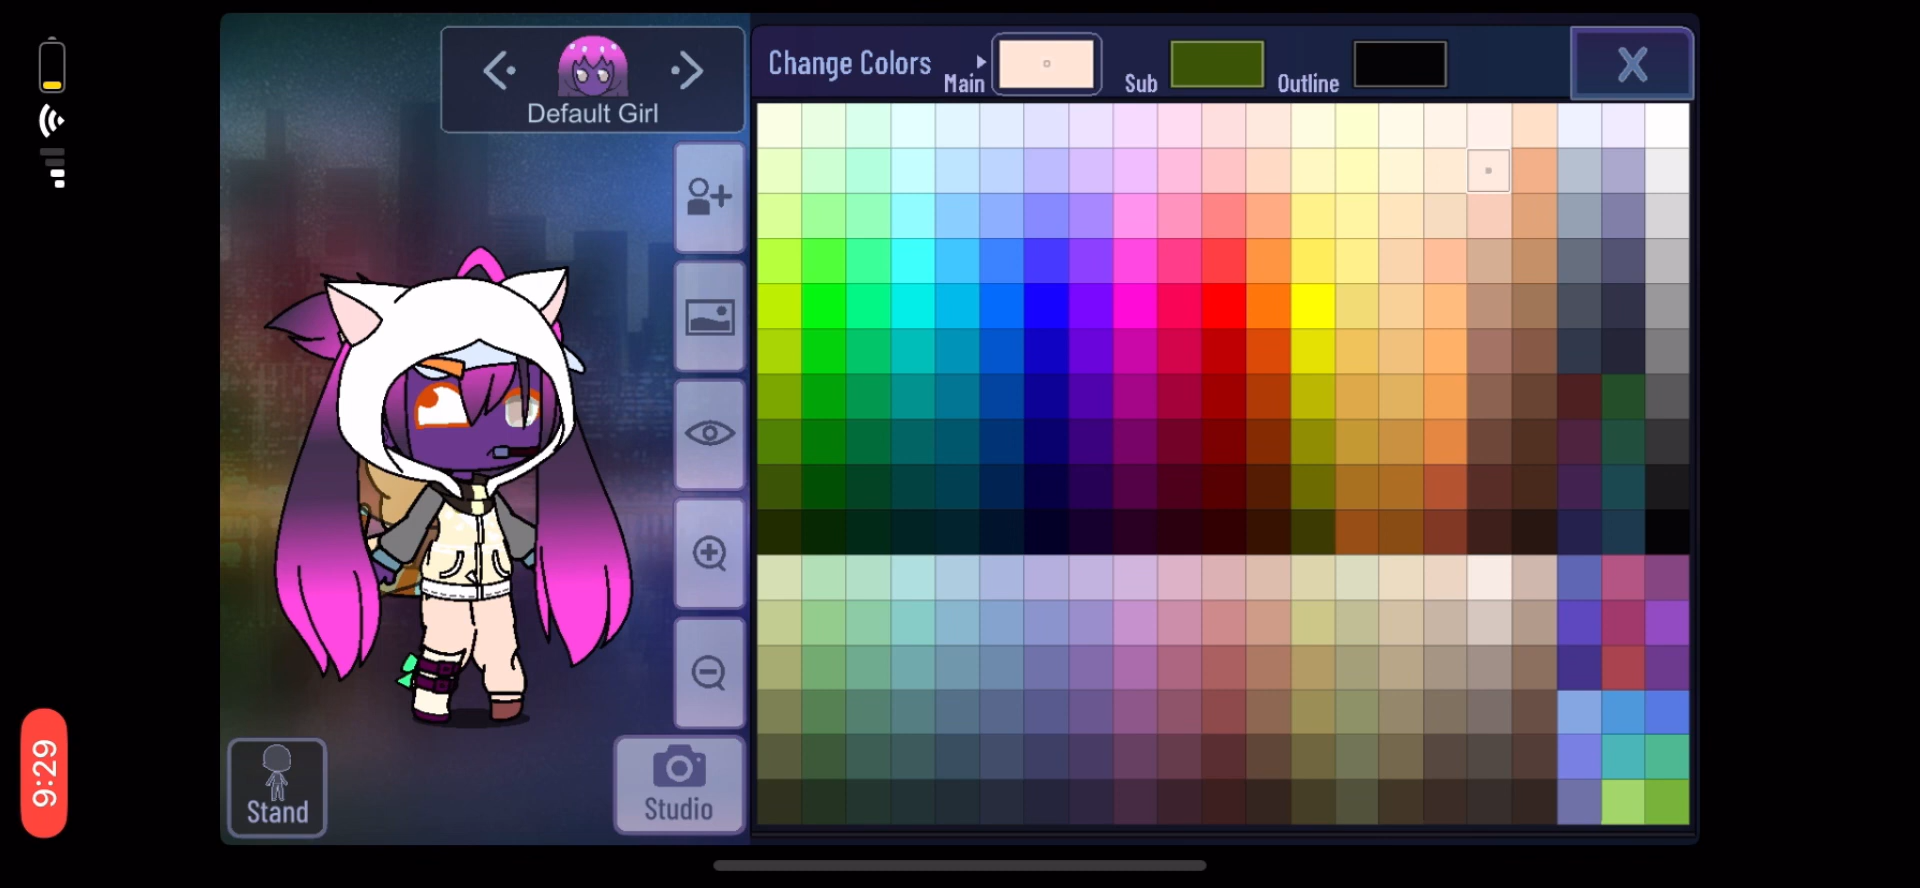 9:29
Default Girl
Change Colors
Main
Sub
Outline
X
Stand
Studio